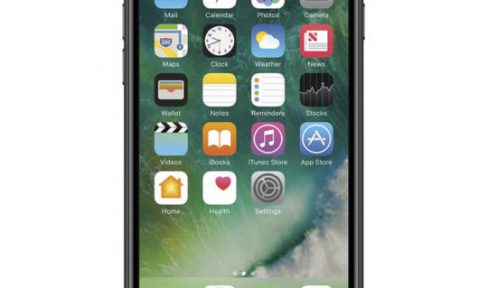 Mail Calendar Photos Camera
Maps Clock Weather News
Wallet Notes Reminders Stocks
Videos iBooks iTunes Store App Store
Home Health Settings